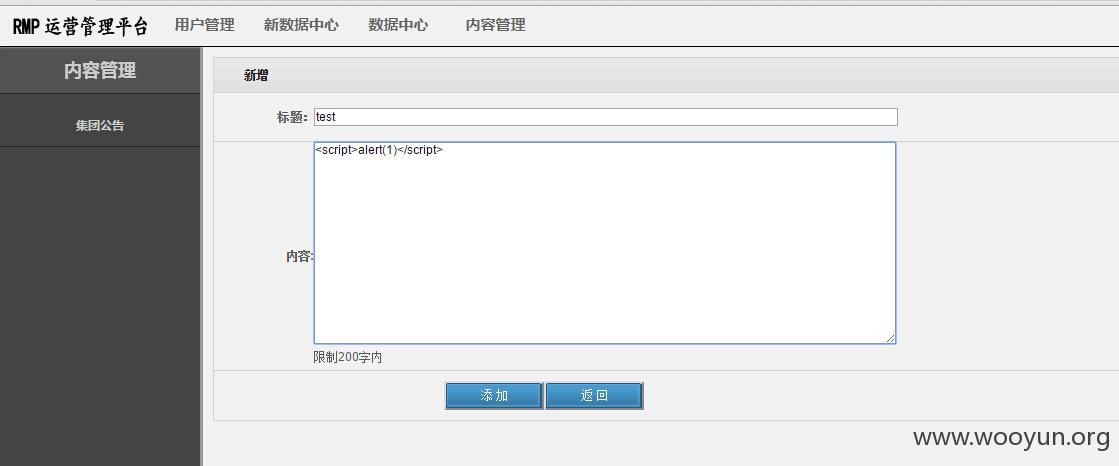 RMP 运营管理平台 用户管理 新数据中心 数据中心 内容管理
内容管理
集团公告
新增
标题: test
<script>alert(1)</script>
内容:
限制200字内
添加 返回
www.wooyun.org